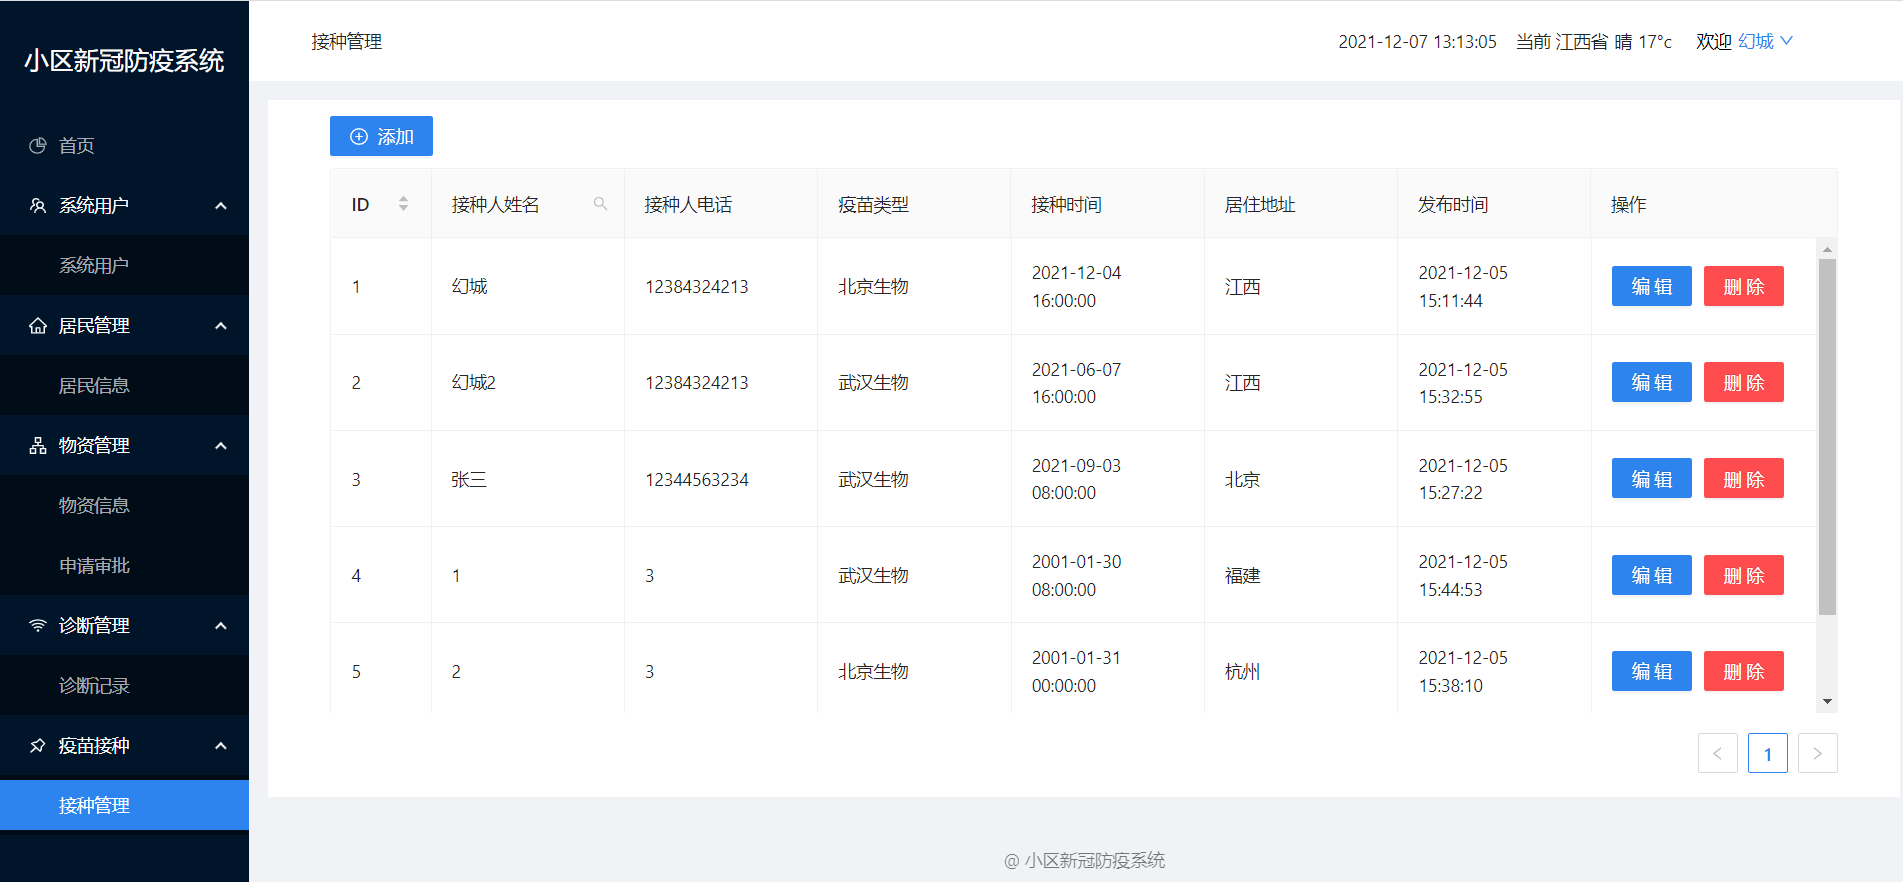 小区新冠防疫系统
首页
系统用户
系统用户
居民管理
居民信息
物资管理
物资信息
申请审批
诊断管理
诊断记录
疫苗接种
接种管理
接种管理
2021-12-07 13:13:05 当前 江西省 晴 17°c 欢迎 幻城
添加
ID 接种人姓名 接种人电话 疫苗类型 接种时间 居住地址 发布时间 操作
1 幻城 12384324213 北京生物 2021-12-04 16:00:00 江西 2021-12-05 15:11:44 编辑 删除
2 幻城2 12384324213 武汉生物 2021-06-07 16:00:00 江西 2021-12-05 15:32:55 编辑 删除
3 张三 12344563234 武汉生物 2021-09-03 08:00:00 北京 2021-12-05 15:27:22 编辑 删除
4 1 3 武汉生物 2001-01-30 08:00:00 福建 2021-12-05 15:44:53 编辑 删除
5 2 3 北京生物 2001-01-31 00:00:00 杭州 2021-12-05 15:38:10 编辑 删除
< 1 >
@ 小区新冠防疫系统